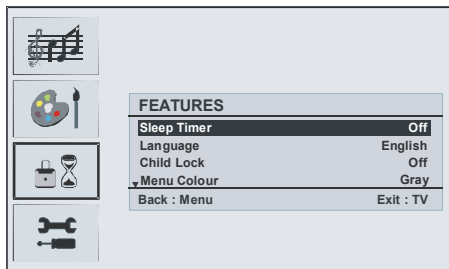 FEATURES
Sleep Timer Off
Language English
Child Lock Off
Menu Colour Gray
Back : Menu Exit : TV